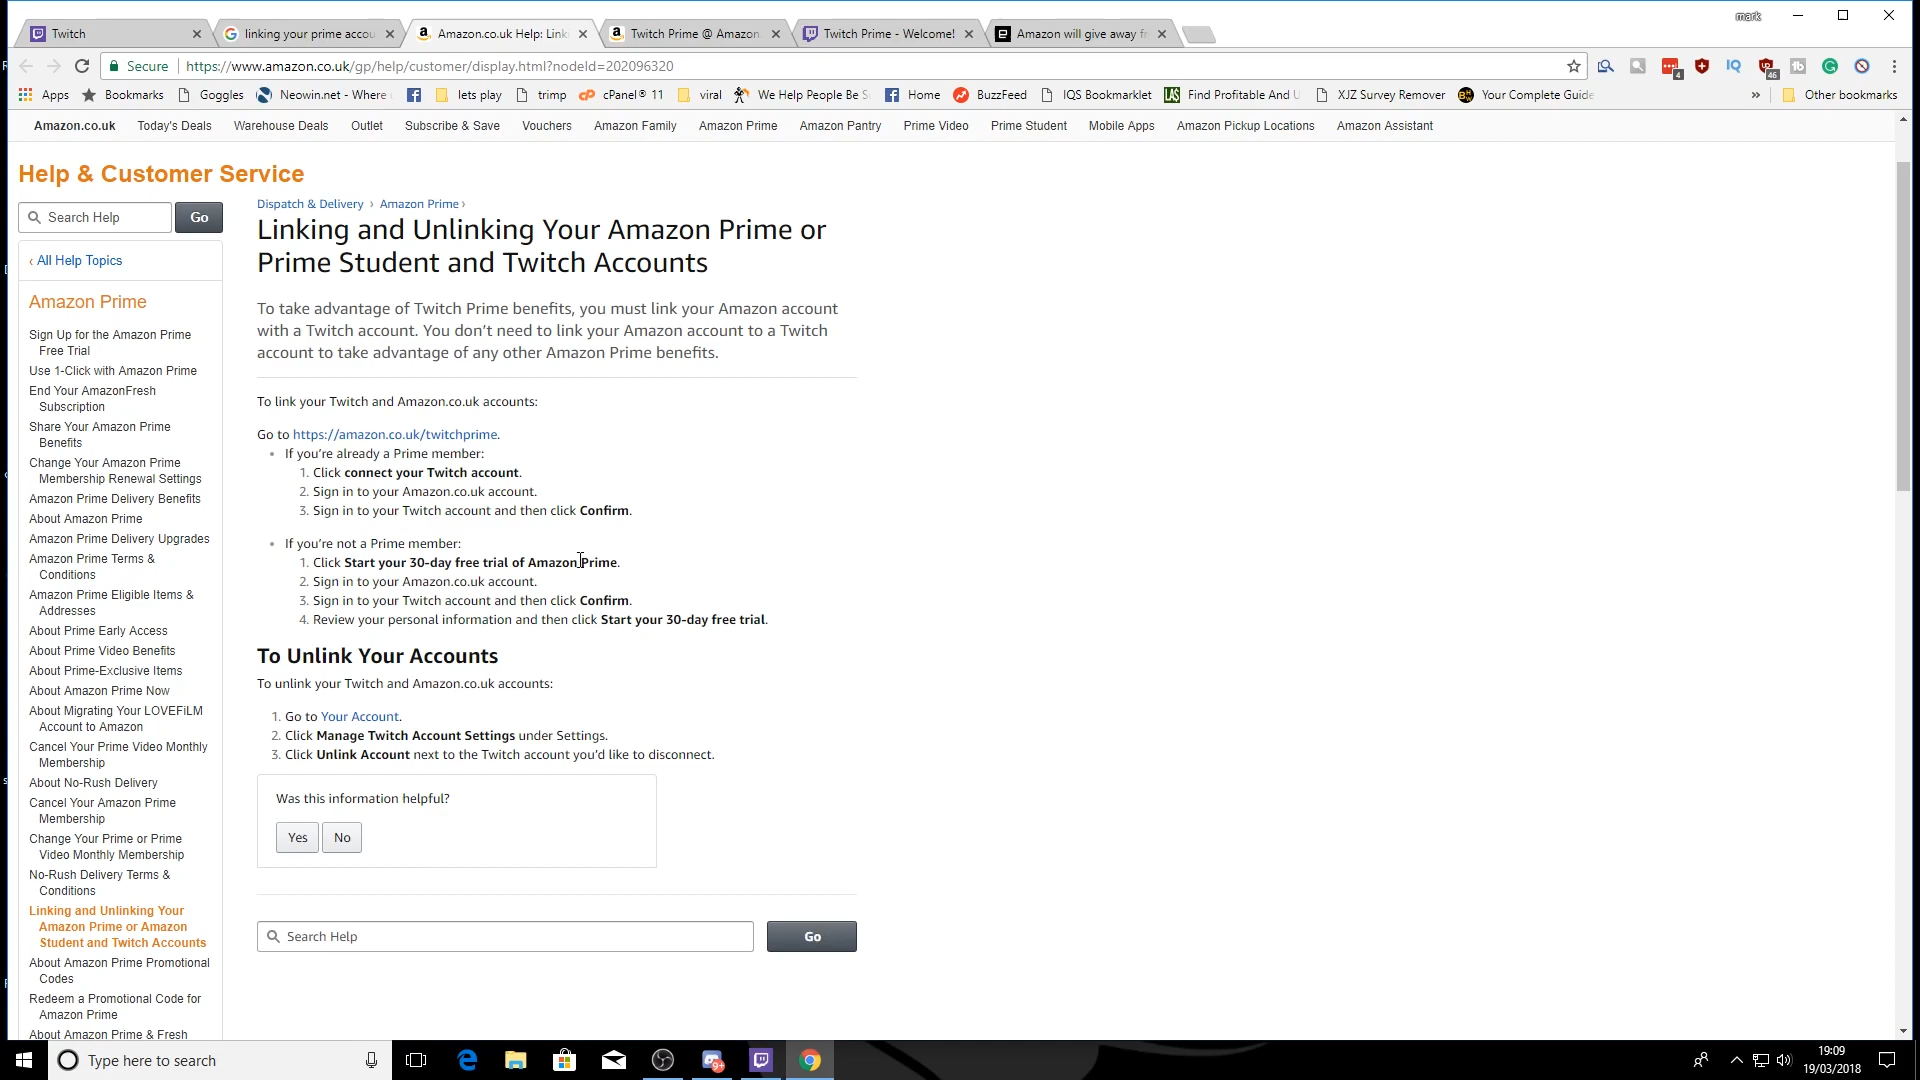 mark
Twitch
linking your prime accou
Amazon.co.uk Help: Link
Twitch Prime @ Amazon.
Twitch Prime - Welcome!
Amazon will give away fr
Secure
https://www.amazon.co.uk/gp/help/customer/display.html?nodeId=202096320
4
IQ
46
Apps
Bookmarks
Goggles
Neowin.net - Where
lets play
trimp
cPanel® 11
viral
We Help People Be S
Home
BuzzFeed
IQS Bookmarklet
Find Profitable And U
XJZ Survey Remover
Your Complete Guide
»
Other bookmarks
Amazon.co.uk
Today's Deals
Warehouse Deals
Outlet
Subscribe & Save
Vouchers
Amazon Family
Amazon Prime
Amazon Pantry
Prime Video
Prime Student
Mobile Apps
Amazon Pickup Locations
Amazon Assistant
Help & Customer Service
Search Help
Go
‹ All Help Topics
Amazon Prime
Sign Up for the Amazon Prime
Free Trial
Use 1-Click with Amazon Prime
End Your AmazonFresh
Subscription
Share Your Amazon Prime
Benefits
Change Your Amazon Prime
Membership Renewal Settings
Amazon Prime Delivery Benefits
About Amazon Prime
Amazon Prime Delivery Upgrades
Amazon Prime Terms &
Conditions
Amazon Prime Eligible Items &
Addresses
About Prime Early Access
About Prime Video Benefits
About Prime-Exclusive Items
About Amazon Prime Now
About Migrating Your LOVEFiLM
Account to Amazon
Cancel Your Prime Video Monthly
Membership
About No-Rush Delivery
Cancel Your Amazon Prime
Membership
Change Your Prime or Prime
Video Monthly Membership
No-Rush Delivery Terms &
Conditions
Linking and Unlinking Your
Amazon Prime or Amazon
Student and Twitch Accounts
About Amazon Prime Promotional
Codes
Redeem a Promotional Code for
Amazon Prime
About Amazon Prime & Fresh
Dispatch & Delivery › Amazon Prime ›
Linking and Unlinking Your Amazon Prime or
Prime Student and Twitch Accounts
To take advantage of Twitch Prime benefits, you must link your Amazon account
with a Twitch account. You don't need to link your Amazon account to a Twitch
account to take advantage of any other Amazon Prime benefits.
To link your Twitch and Amazon.co.uk accounts:
Go to https://amazon.co.uk/twitchprime.
• If you're already a Prime member:
1. Click connect your Twitch account.
2. Sign in to your Amazon.co.uk account.
3. Sign in to your Twitch account and then click Confirm.
• If you're not a Prime member:
1. Click Start your 30-day free trial of Amazon Prime.
2. Sign in to your Amazon.co.uk account.
3. Sign in to your Twitch account and then click Confirm.
4. Review your personal information and then click Start your 30-day free trial.
To Unlink Your Accounts
To unlink your Twitch and Amazon.co.uk accounts:
1. Go to Your Account.
2. Click Manage Twitch Account Settings under Settings.
3. Click Unlink Account next to the Twitch account you'd like to disconnect.
Was this information helpful?
Yes
No
Search Help
Go
Type here to search
9+
19:09
19/03/2018